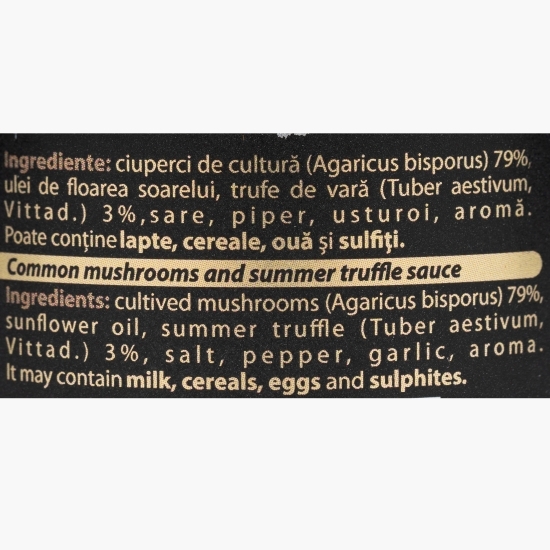 Ingrediente: ciuperci de cultură (Agaricus bisporus) 79%,
ulei de floarea soarelui, trufe de vară (Tuber aestivum,
Vittad.) 3%,sare, piper, usturoi, aromă.
Poate conține lapte, cereale, ouă și sulfiți.
Common mushrooms and summer truffle sauce
Ingredients: cultived mushrooms (Agaricus bisporus) 79%,
sunflower oil, summer truffle (Tuber aestivum,
Vittad.) 3%, salt, pepper, garlic, aroma.
It may contain milk, cereals, eggs and sulphites.